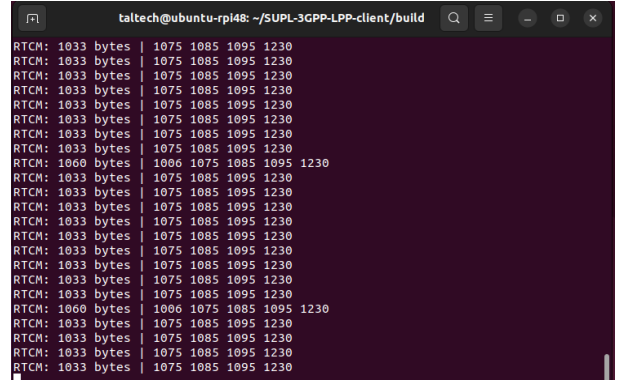 taltech@ubuntu-rpi48: ~/SUPL-3GPP-LPP-client/build
RTCM: 1033 bytes | 1075 1085 1095 1230
RTCM: 1033 bytes | 1075 1085 1095 1230
RTCM: 1033 bytes | 1075 1085 1095 1230
RTCM: 1033 bytes | 1075 1085 1095 1230
RTCM: 1033 bytes | 1075 1085 1095 1230
RTCM: 1033 bytes | 1075 1085 1095 1230
RTCM: 1033 bytes | 1075 1085 1095 1230
RTCM: 1033 bytes | 1075 1085 1095 1230
RTCM: 1060 bytes | 1006 1075 1085 1095 1230
RTCM: 1033 bytes | 1075 1085 1095 1230
RTCM: 1033 bytes | 1075 1085 1095 1230
RTCM: 1033 bytes | 1075 1085 1095 1230
RTCM: 1033 bytes | 1075 1085 1095 1230
RTCM: 1033 bytes | 1075 1085 1095 1230
RTCM: 1033 bytes | 1075 1085 1095 1230
RTCM: 1033 bytes | 1075 1085 1095 1230
RTCM: 1033 bytes | 1075 1085 1095 1230
RTCM: 1033 bytes | 1075 1085 1095 1230
RTCM: 1060 bytes | 1006 1075 1085 1095 1230
RTCM: 1033 bytes | 1075 1085 1095 1230
RTCM: 1033 bytes | 1075 1085 1095 1230
RTCM: 1033 bytes | 1075 1085 1095 1230
RTCM: 1033 bytes | 1075 1085 1095 1230